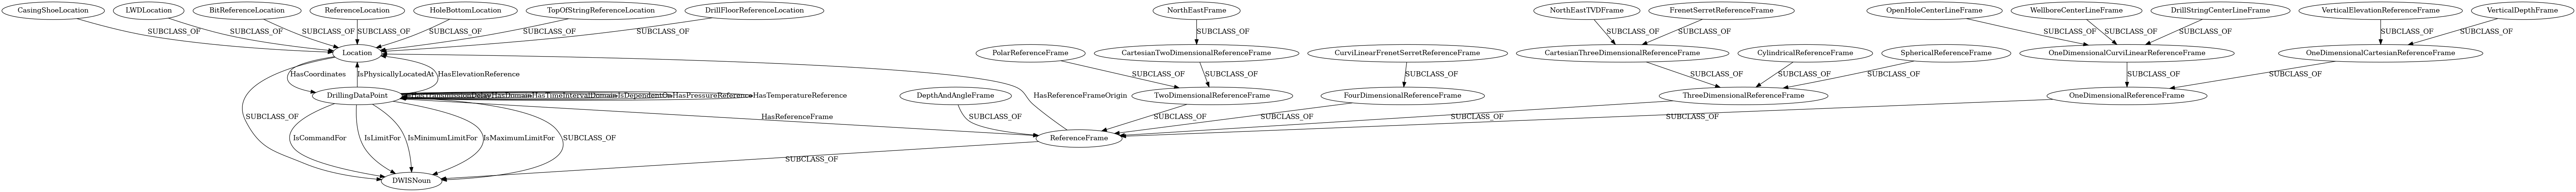 CasingShoeLocation LWDLocation BitReferenceLocation ReferenceLocation HoleBottomLocation TopOfStringReferenceLocation DrillFloorReferenceLocation NorthEastFrame NorthEastTVDFrame FrenetSerretReferenceFrame OpenHoleCenterLineFrame WellboreCenterLineFrame DrillStringCenterLineFrame VerticalElevationReferenceFrame VerticalDepthFrame
SUBCLASS_OF SUBCLASS_OF SUBCLASS_OF SUBCLASS_OF SUBCLASS_OF SUBCLASS_OF SUBCLASS_OF SUBCLASS_OF SUBCLASS_OF SUBCLASS_OF SUBCLASS_OF SUBCLASS_OF SUBCLASS_OF SUBCLASS_OF SUBCLASS_OF
Location PolarReferenceFrame CartesianTwoDimensionalReferenceFrame CurviLinearFrenetSerretReferenceFrame CartesianThreeDimensionalReferenceFrame CylindricalReferenceFrame SphericalReferenceFrame OneDimensionalCurviLinearReferenceFrame OneDimensionalCartesianReferenceFrame
HasCoordinates IsPhysicallyLocatedAt HasElevationReference SUBCLASS_OF SUBCLASS_OF SUBCLASS_OF SUBCLASS_OF SUBCLASS_OF SUBCLASS_OF SUBCLASS_OF SUBCLASS_OF
DrillingDataPoint HasTransmissionDelay HasDomain HasTimeIntervalDomain IsDependentOn HasPressureReference HasTemperatureReference DepthAndAngleFrame HasReferenceFrameOrigin TwoDimensionalReferenceFrame FourDimensionalReferenceFrame ThreeDimensionalReferenceFrame OneDimensionalReferenceFrame
SUBCLASS_OF HasReferenceFrame SUBCLASS_OF SUBCLASS_OF SUBCLASS_OF SUBCLASS_OF SUBCLASS_OF
IsCommandFor IsLimitFor IsMinimumLimitFor IsMaximumLimitFor SUBCLASS_OF ReferenceFrame
SUBCLASS_OF
DWISNoun